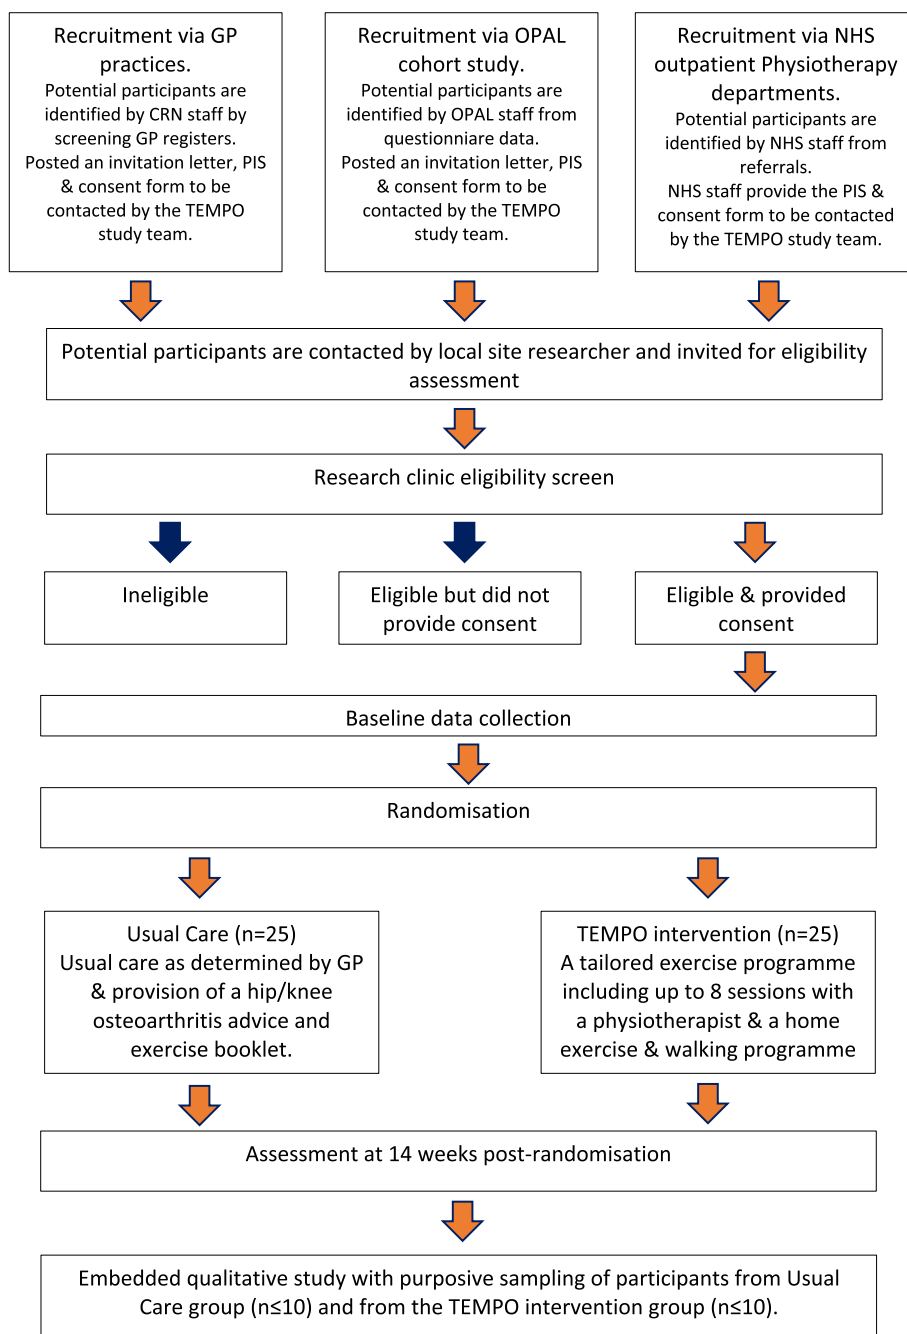 Recruitment via GP
practices.
Potential participants are
identified by CRN staff by
screening GP registers.
Posted an invitation letter, PIS
& consent form to be
contacted by the TEMPO
study team.
Recruitment via OPAL
cohort study.
Potential participants are
identified by OPAL staff from
questionniare data.
Posted an invitation letter, PIS
& consent form to be
contacted by the TEMPO
study team.
Recruitment via NHS
outpatient Physiotherapy
departments.
Potential participants are
identified by NHS staff from
referrals.
NHS staff provide the PIS &
consent form to be contacted
by the TEMPO study team.
Potential participants are contacted by local site researcher and invited for eligibility
assessment
Research clinic eligibility screen
Ineligible
Eligible but did not
provide consent
Eligible & provided
consent
Baseline data collection
Randomisation
Usual Care (n=25)
Usual care as determined by GP
& provision of a hip/knee
osteoarthritis advice and
exercise booklet.
TEMPO intervention (n=25)
A tailored exercise programme
including up to 8 sessions with
a physiotherapist & a home
exercise & walking programme
Assessment at 14 weeks post-randomisation
Embedded qualitative study with purposive sampling of participants from Usual
Care group (n≤10) and from the TEMPO intervention group (n≤10).